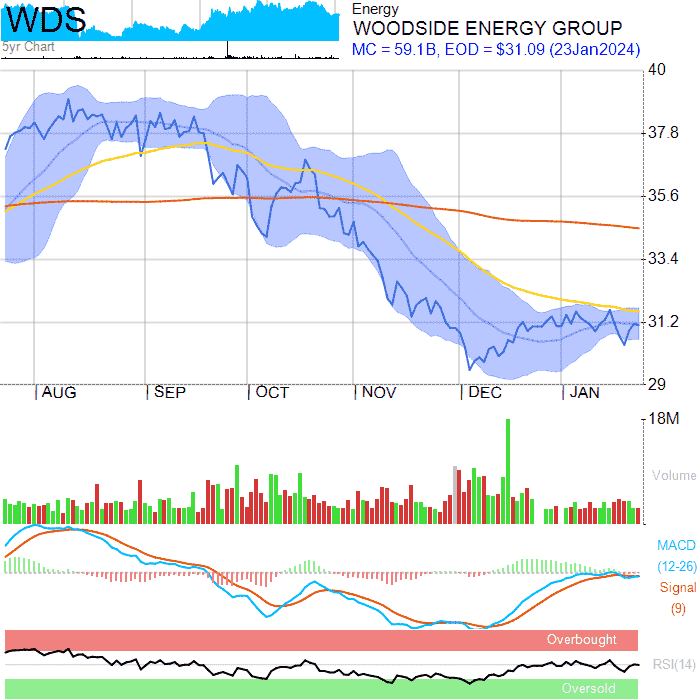 WDS
5yr Chart
Energy
WOODSIDE ENERGY GROUP
MC = 59.1B, EOD = $31.09 (23Jan2024)
40
37.8
35.6
33.4
31.2
29
AUG SEP OCT NOV DEC JAN
18M
Volume
MACD
(12-26)
Signal
(9)
Overbought
RSI(14)
Oversold